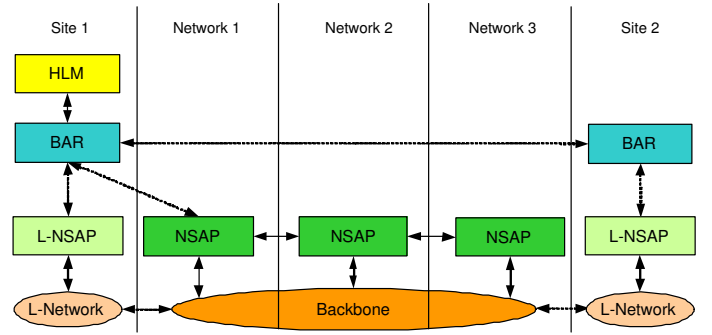 Site 1 Network 1 Network 2 Network 3 Site 2
HLM
BAR BAR
L-NSAP NSAP NSAP NSAP L-NSAP
L-Network Backbone L-Network